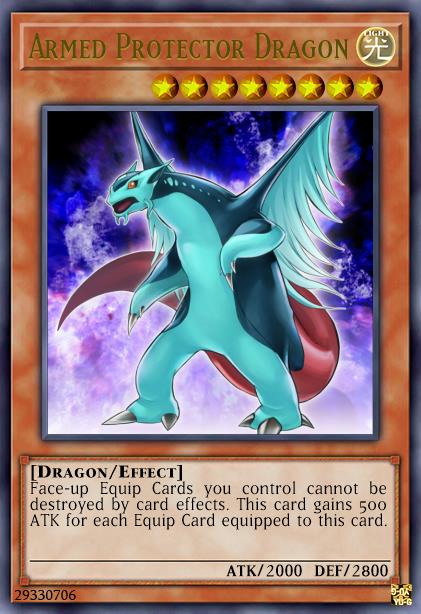 Armed Protector Dragon
LIGHT
光
[Dragon/Effect]
Face-up Equip Cards you control cannot be
destroyed by card effects. This card gains 500
ATK for each Equip Card equipped to this card.
ATK/2000 DEF/2800
29330706